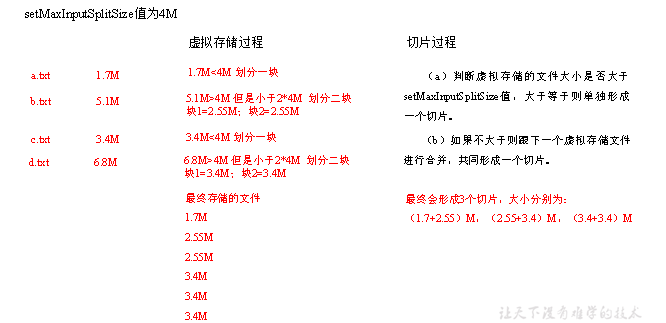 setMaxInputSplitSize值为4M
虚拟存储过程 切片过程
a.txt 1.7M 1.7M<4M 划分一块
b.txt 5.1M 5.1M>4M 但是小于2*4M 划分二块
块1=2.55M；块2=2.55M
c.txt 3.4M 3.4M<4M 划分一块
d.txt 6.8M 6.8M>4M 但是小于2*4M 划分二块
块1=3.4M；块2=3.4M
最终存储的文件
1.7M
2.55M
2.55M
3.4M
3.4M
3.4M
（a）判断虚拟存储的文件大小是否大于
setMaxInputSplitSize值，大于等于则单独形成
一个切片。
（b）如果不大于则跟下一个虚拟存储文件
进行合并，共同形成一个切片。
最终会形成3个切片，大小分别为：
（1.7+2.55）M，（2.55+3.4）M，（3.4+3.4）M
让天下没有难学的技术